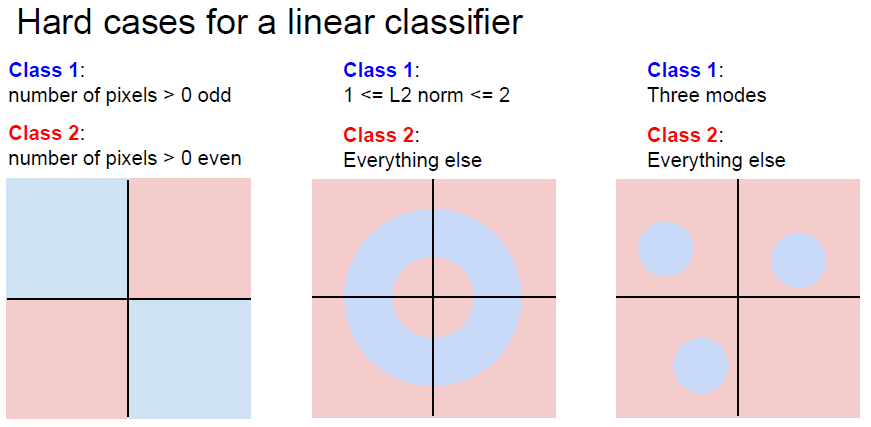 Hard cases for a linear classifier
Class 1:
number of pixels > 0 odd
Class 2:
number of pixels > 0 even
Class 1:
1 <= L2 norm <= 2
Class 2:
Everything else
Class 1:
Three modes
Class 2:
Everything else